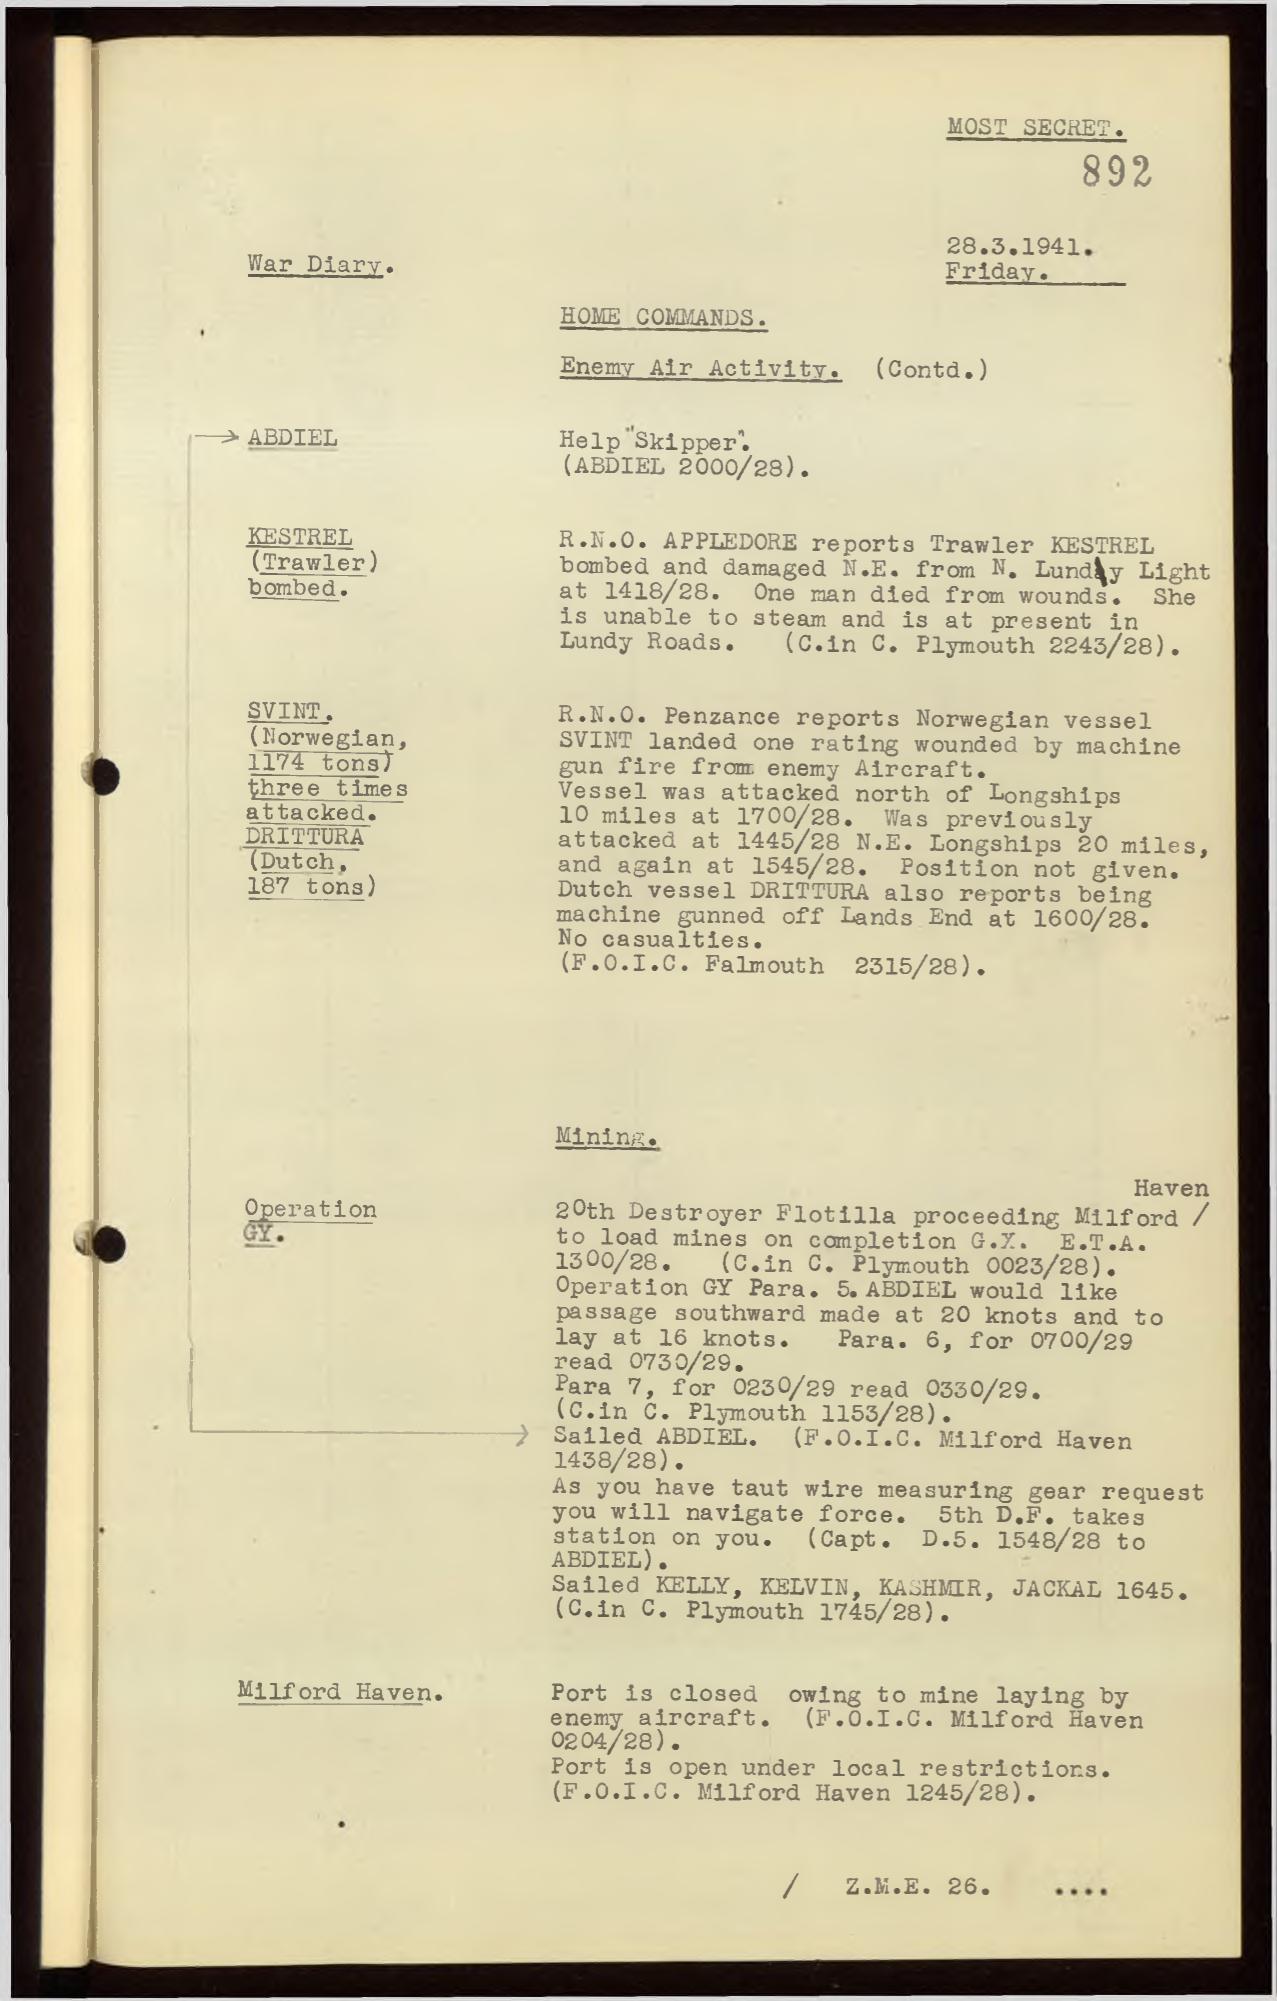 MOST SECRET.
892
28.3.1941.
War Diary.
Friday.
HOME COMMANDS.
Enemy Air Activity. (Contd.)
ABDIEL
Help "Skipper".
(ABDIEL 2000/28).
KESTREL
(Trawler)
bombed.
R.N.O. APPLEDORE reports Trawler KESTREL
bombed and damaged N.E. from N. Lundy Light
at 1418/28. One man died from wounds. She
is unable to steam and is at present in
Lundy Roads. (C.in C. Plymouth 2243/28).
SVINT.
(Norwegian,
1174 tons)
three times
attacked.
DRITTURA
(Dutch,
187 tons)
R.N.O. Penzance reports Norwegian vessel
SVINT landed one rating wounded by machine
gun fire from enemy Aircraft.
Vessel was attacked north of Longships
10 miles at 1700/28. Was previously
attacked at 1445/28 N.E. Longships 20 miles,
and again at 1545/28. Position not given.
Dutch vessel DRITTURA also reports being
machine gunned off Lands End at 1600/28.
No casualties.
(F.O.I.C. Falmouth 2315/28).
Mining.
Operation
GY.
Haven
20th Destroyer Flotilla proceeding Milford /
to load mines on completion G.X. E.T.A.
1300/28. (C.in C. Plymouth 0023/28).
Operation GY Para. 5. ABDIEL would like
passage southward made at 20 knots and to
lay at 16 knots. Para. 6, for 0700/29
read 0730/29.
Para 7, for 0230/29 read 0330/29.
(C.in C. Plymouth 1153/28).
Sailed ABDIEL. (F.O.I.C. Milford Haven
1438/28).
As you have taut wire measuring gear request
you will navigate force. 5th D.F. takes
station on you. (Capt. D.5. 1548/28 to
ABDIEL).
Sailed KELLY, KELVIN, KASHMIR, JACKAL 1645.
(C.in C. Plymouth 1745/28).
Milford Haven.
Port is closed owing to mine laying by
enemy aircraft. (F.O.I.C. Milford Haven
0204/28).
Port is open under local restrictions.
(F.O.I.C. Milford Haven 1245/28).
/ Z.M.E. 26. ....